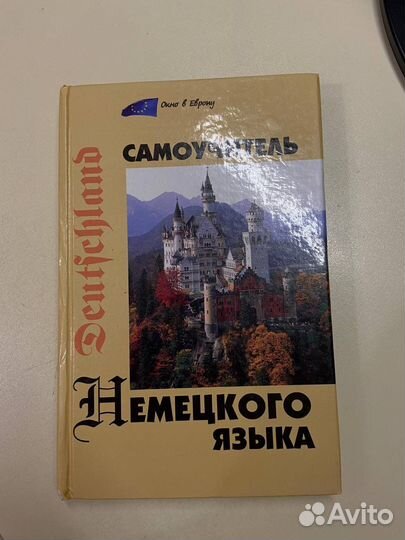 Окно в Европу
САМОУЧИТЕЛЬ
Deutschland
НЕМЕЦКОГО
ЯЗЫКА
Avito